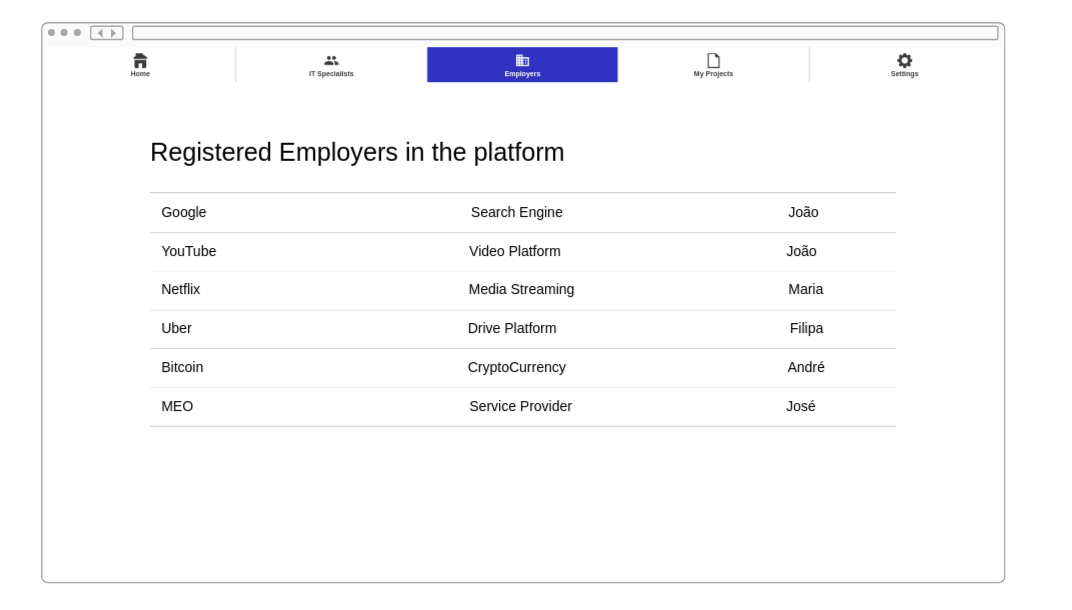 Home IT Specialists Employers My Projects Settings
Registered Employers in the platform
Google Search Engine João
YouTube Video Platform João
Netflix Media Streaming Maria
Uber Drive Platform Filipa
Bitcoin CryptoCurrency André
MEO Service Provider José